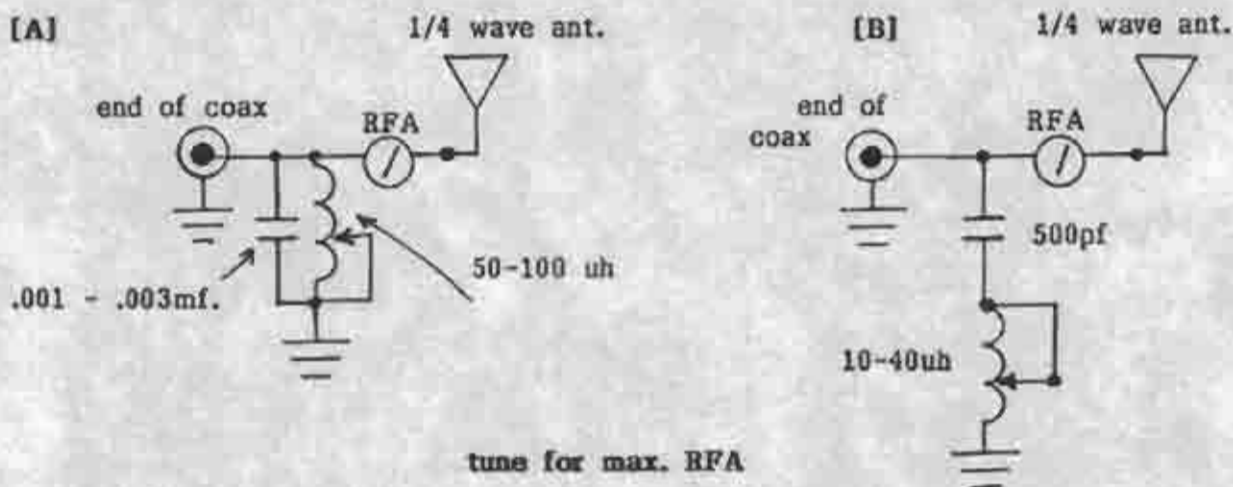 [A]
1/4 wave ant.
end of coax
RFA
50-100 uh
.001 - .003mf.
[B]
1/4 wave ant.
end of
coax
RFA
500pf
10-40uh
tune for max. RFA